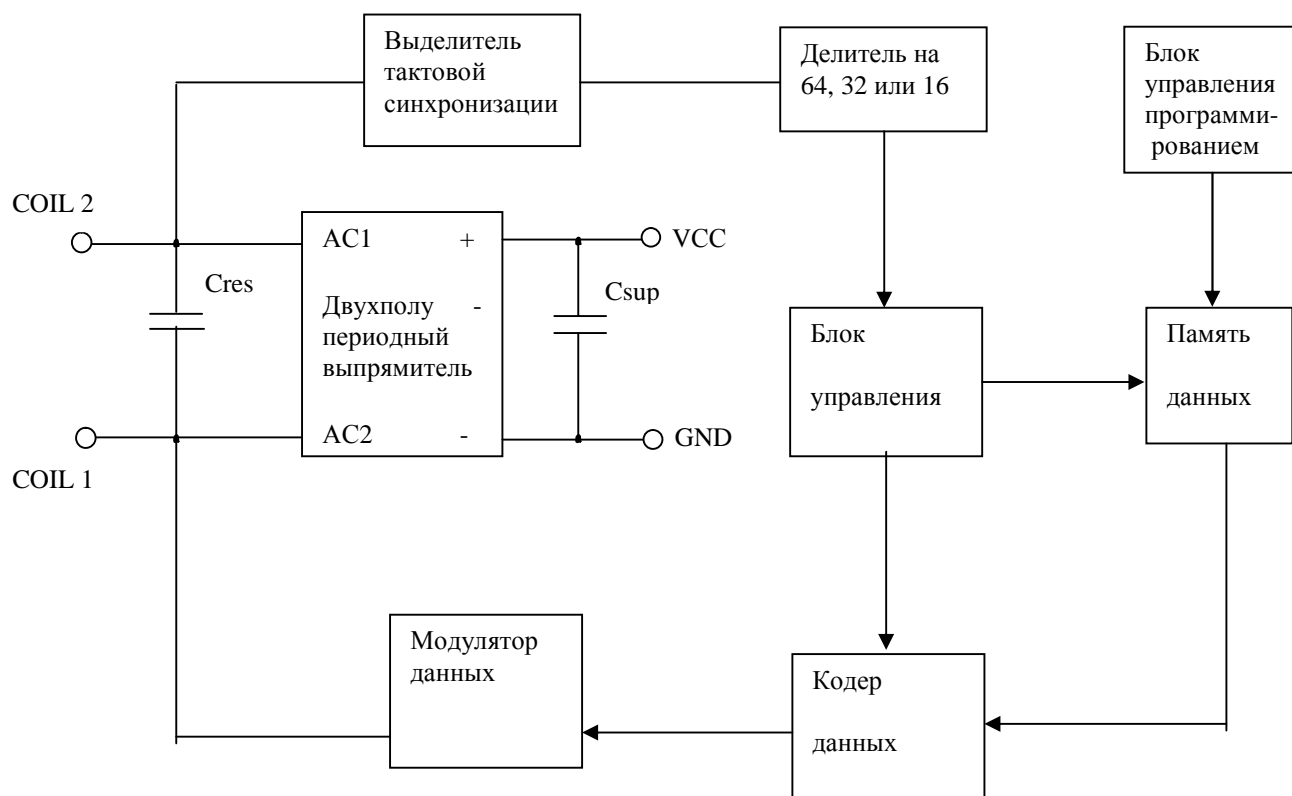 Выделитель
тактовой
синхронизации
Делитель на
64, 32 или 16
Блок
управления
программи-
рованием
COIL 2
AC1 +
VCC
Cres
Двухполу -
периодный
выпрямитель
Csup
AC2 -
GND
COIL 1
Блок
управления
Память
данных
Модулятор
данных
Кодер
данных